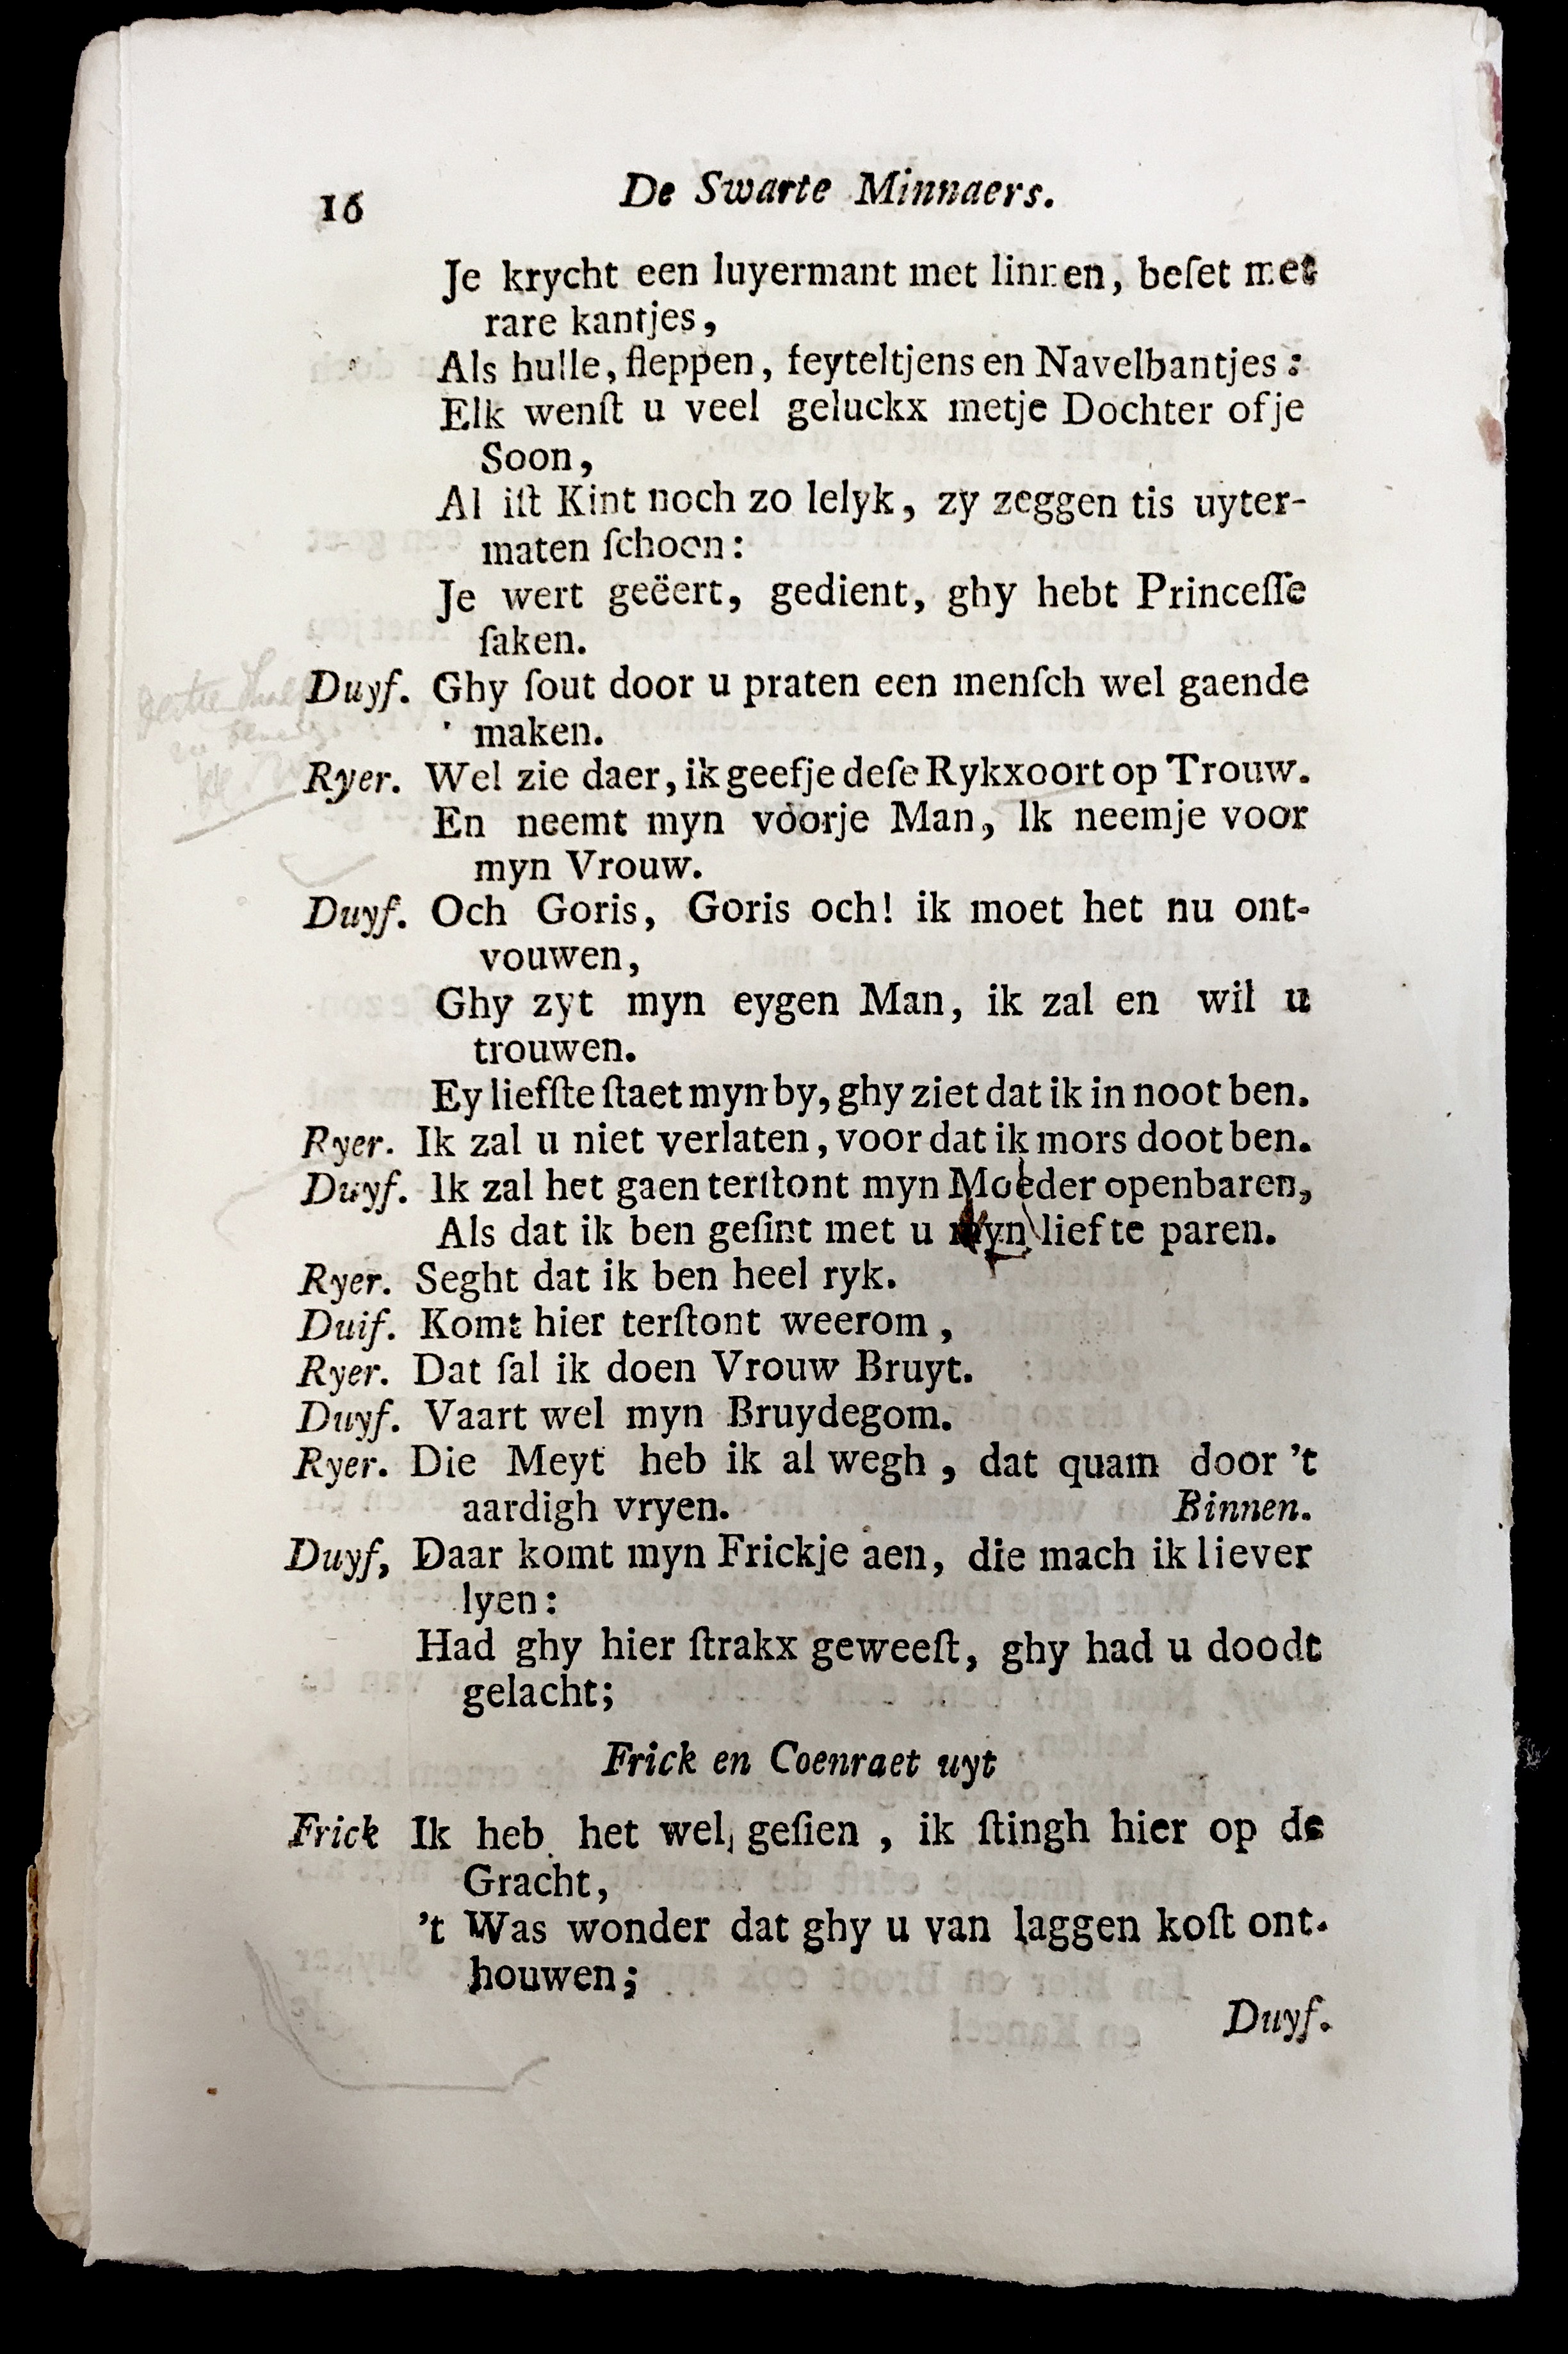 16 De Swarte Minnaers.
Je krycht een luyermant met linnen, beſet met
rare kantjes,
Als hulle, ſleppen, feyteltjens en Navelbantjes:
Elk wenſt u veel geluckx metje Dochter ofje
Soon,
Al iſt Kint noch zo lelyk, zy zeggen tis uyter-
maten ſchoon:
Je wert geëert, gedient, ghy hebt Princeſſe
ſaken.
Duyf. Ghy ſout door u praten een menſch wel gaende
maken.
Ryer. Wel zie daer, ik geefje deſe Rykxoort op Trouw.
En neemt myn voorje Man, Ik neemje voor
myn Vrouw.
Duyf. Och Goris, Goris och! ik moet het nu ont-
vouwen,
Ghy zyt myn eygen Man, ik zal en wil u
trouwen.
Ey liefſte ſtaet myn by, ghy ziet dat ik in noot ben.
Ryer. Ik zal u niet verlaten, voor dat ik mors doot ben.
Duyf. Ik zal het gaen terſtont myn Moeder openbaren,
Als dat ik ben geſint met u myn lief te paren.
Ryer. Seght dat ik ben heel ryk.
Duif. Komt hier terſtont weerom,
Ryer. Dat ſal ik doen Vrouw Bruyt.
Duyf. Vaart wel myn Bruydegom.
Ryer. Die Meyt heb ik al wegh, dat quam door 't
aardigh vryen. Binnen.
Duyf, Daar komt myn Frickje aen, die mach ik liever
lyen:
Had ghy hier ſtrakx geweeſt, ghy had u doodt
gelacht;
Frick en Coenraet uyt
Frick Ik heb het wel geſien, ik ſtingh hier op de
Gracht,
't Was wonder dat ghy u van laggen koſt ont-
houwen;
Duyf.